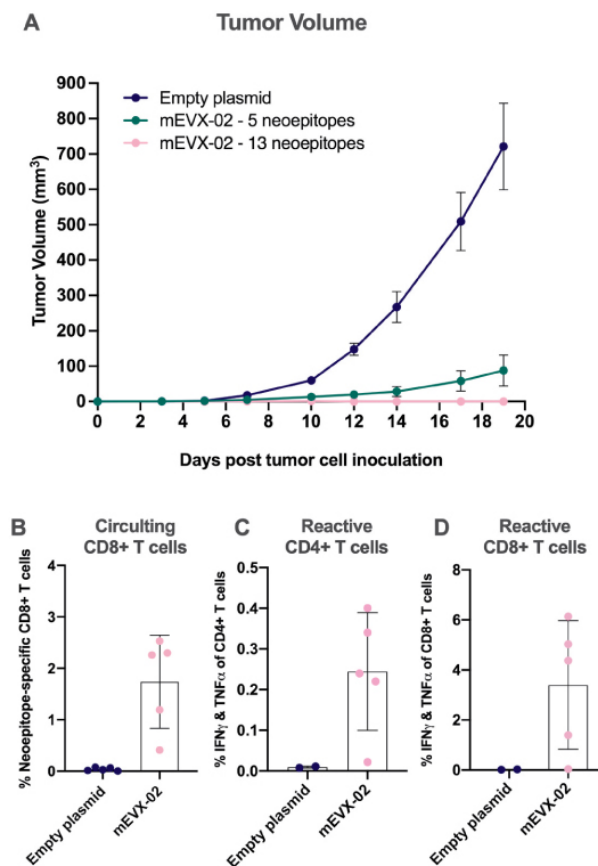 A
Tumor Volume
Empty plasmid
mEVX-02 - 5 neoepitopes
mEVX-02 - 13 neoepitopes
Tumor Volume (mm³)
900
800
700
600
500
400
300
200
100
0
0 2 4 6 8 10 12 14 16 18 20
Days post tumor cell inoculation
B
Circulting
CD8+ T cells
% Neoepitope-specific CD8+ T cells
4
3
2
1
0
Empty plasmid
mEVX-02
C
Reactive
CD4+ T cells
% IFNγ & TNFα of CD4+ T cells
0.5
0.4
0.3
0.2
0.1
0.0
Empty plasmid
mEVX-02
D
Reactive
CD8+ T cells
% IFNγ & TNFα of CD8+ T cells
8
6
4
2
0
Empty plasmid
mEVX-02